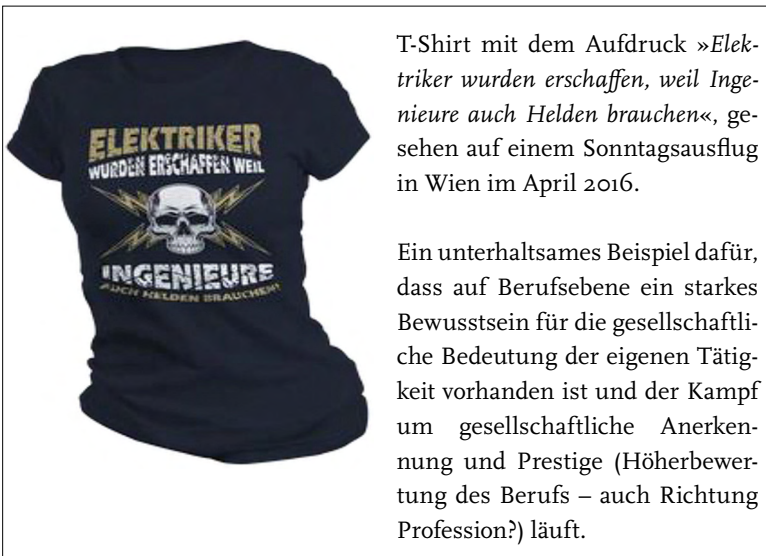 ELEKTRIKER
WURDEN ERSCHAFFEN WEIL
INGENIEURE
AUCH HELDEN BRAUCHEN!
T-Shirt mit dem Aufdruck »Elek-
triker wurden erschaffen, weil Inge-
nieure auch Helden brauchen«, ge-
sehen auf einem Sonntagsausflug
in Wien im April 2016.
Ein unterhaltsames Beispiel dafür,
dass auf Berufsebene ein starkes
Bewusstsein für die gesellschaftli-
che Bedeutung der eigenen Tätig-
keit vorhanden ist und der Kampf
um gesellschaftliche Anerken-
nung und Prestige (Höherbewer-
tung des Berufs – auch Richtung
Profession?) läuft.